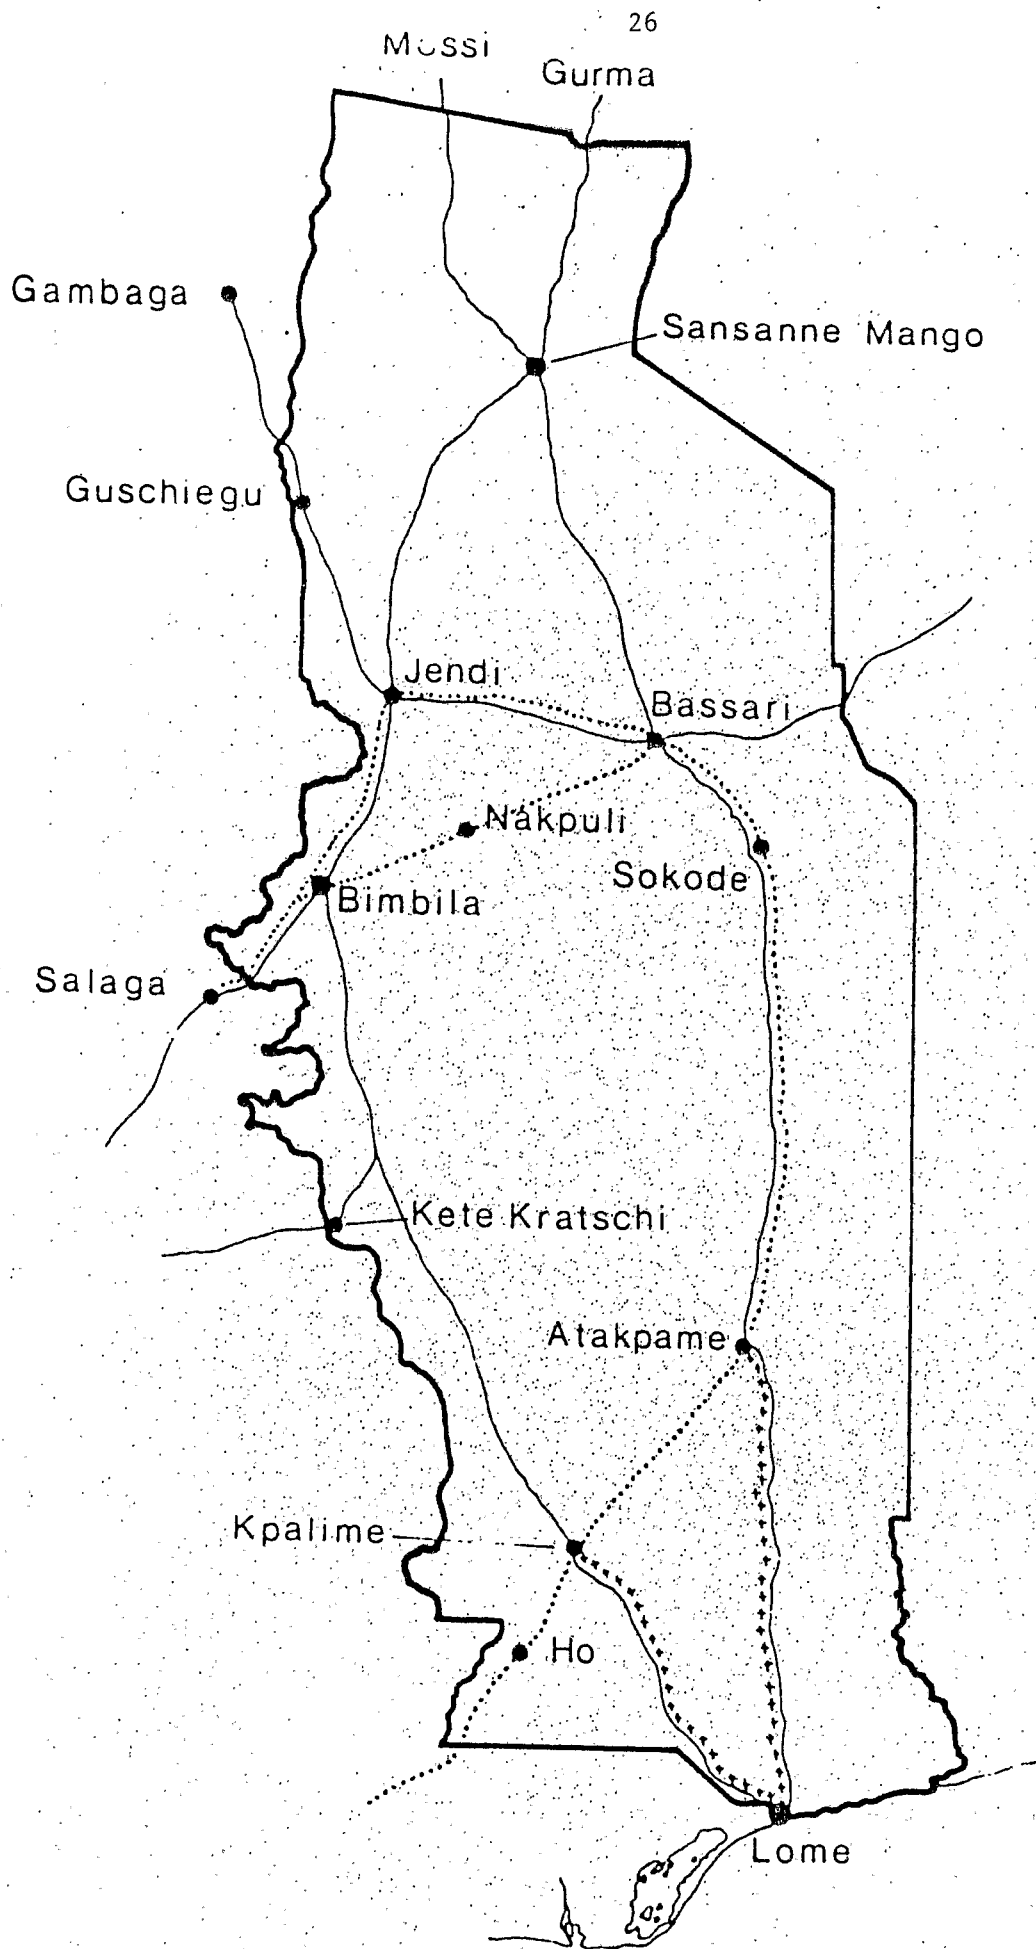 26
Mossi
Gurma
Gambaga
Sansanne Mango
Guschiegu
Jendi
Bassari
Nakpuli
Sokode
Bimbila
Salaga
Kete Kratschi
Atakpame
Kpalime
Ho
Lome